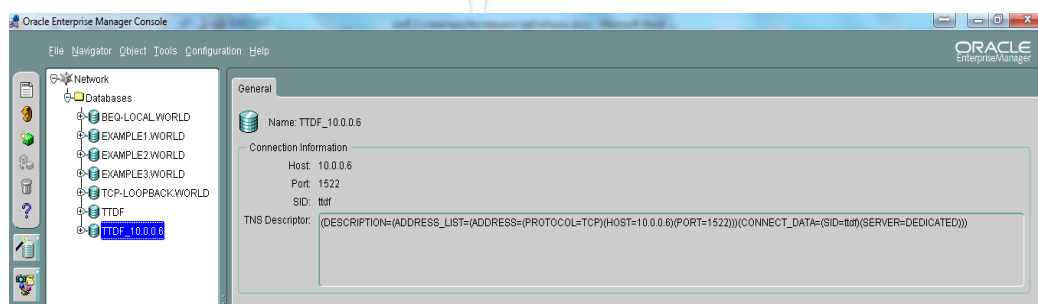 Oracle Enterprise Manager Console
File Navigator Object Tools Configuration Help
ORACLE
EnterpriseManager
Network
Databases
BEQ-LOCAL.WORLD
EXAMPLE1.WORLD
EXAMPLE2.WORLD
EXAMPLE3.WORLD
TCP-LOOPBACK.WORLD
TTDF
TTDF_10.0.0.6
General
Name: TTDF_10.0.0.6
Connection Information
Host: 10.0.0.6
Port: 1522
SID: ttdf
TNS Descriptor: (DESCRIPTION=(ADDRESS_LIST=(ADDRESS=(PROTOCOL=TCP)(HOST=10.0.0.6)(PORT=1522)))(CONNECT_DATA=(SID=ttdf)(SERVER=DEDICATED)))